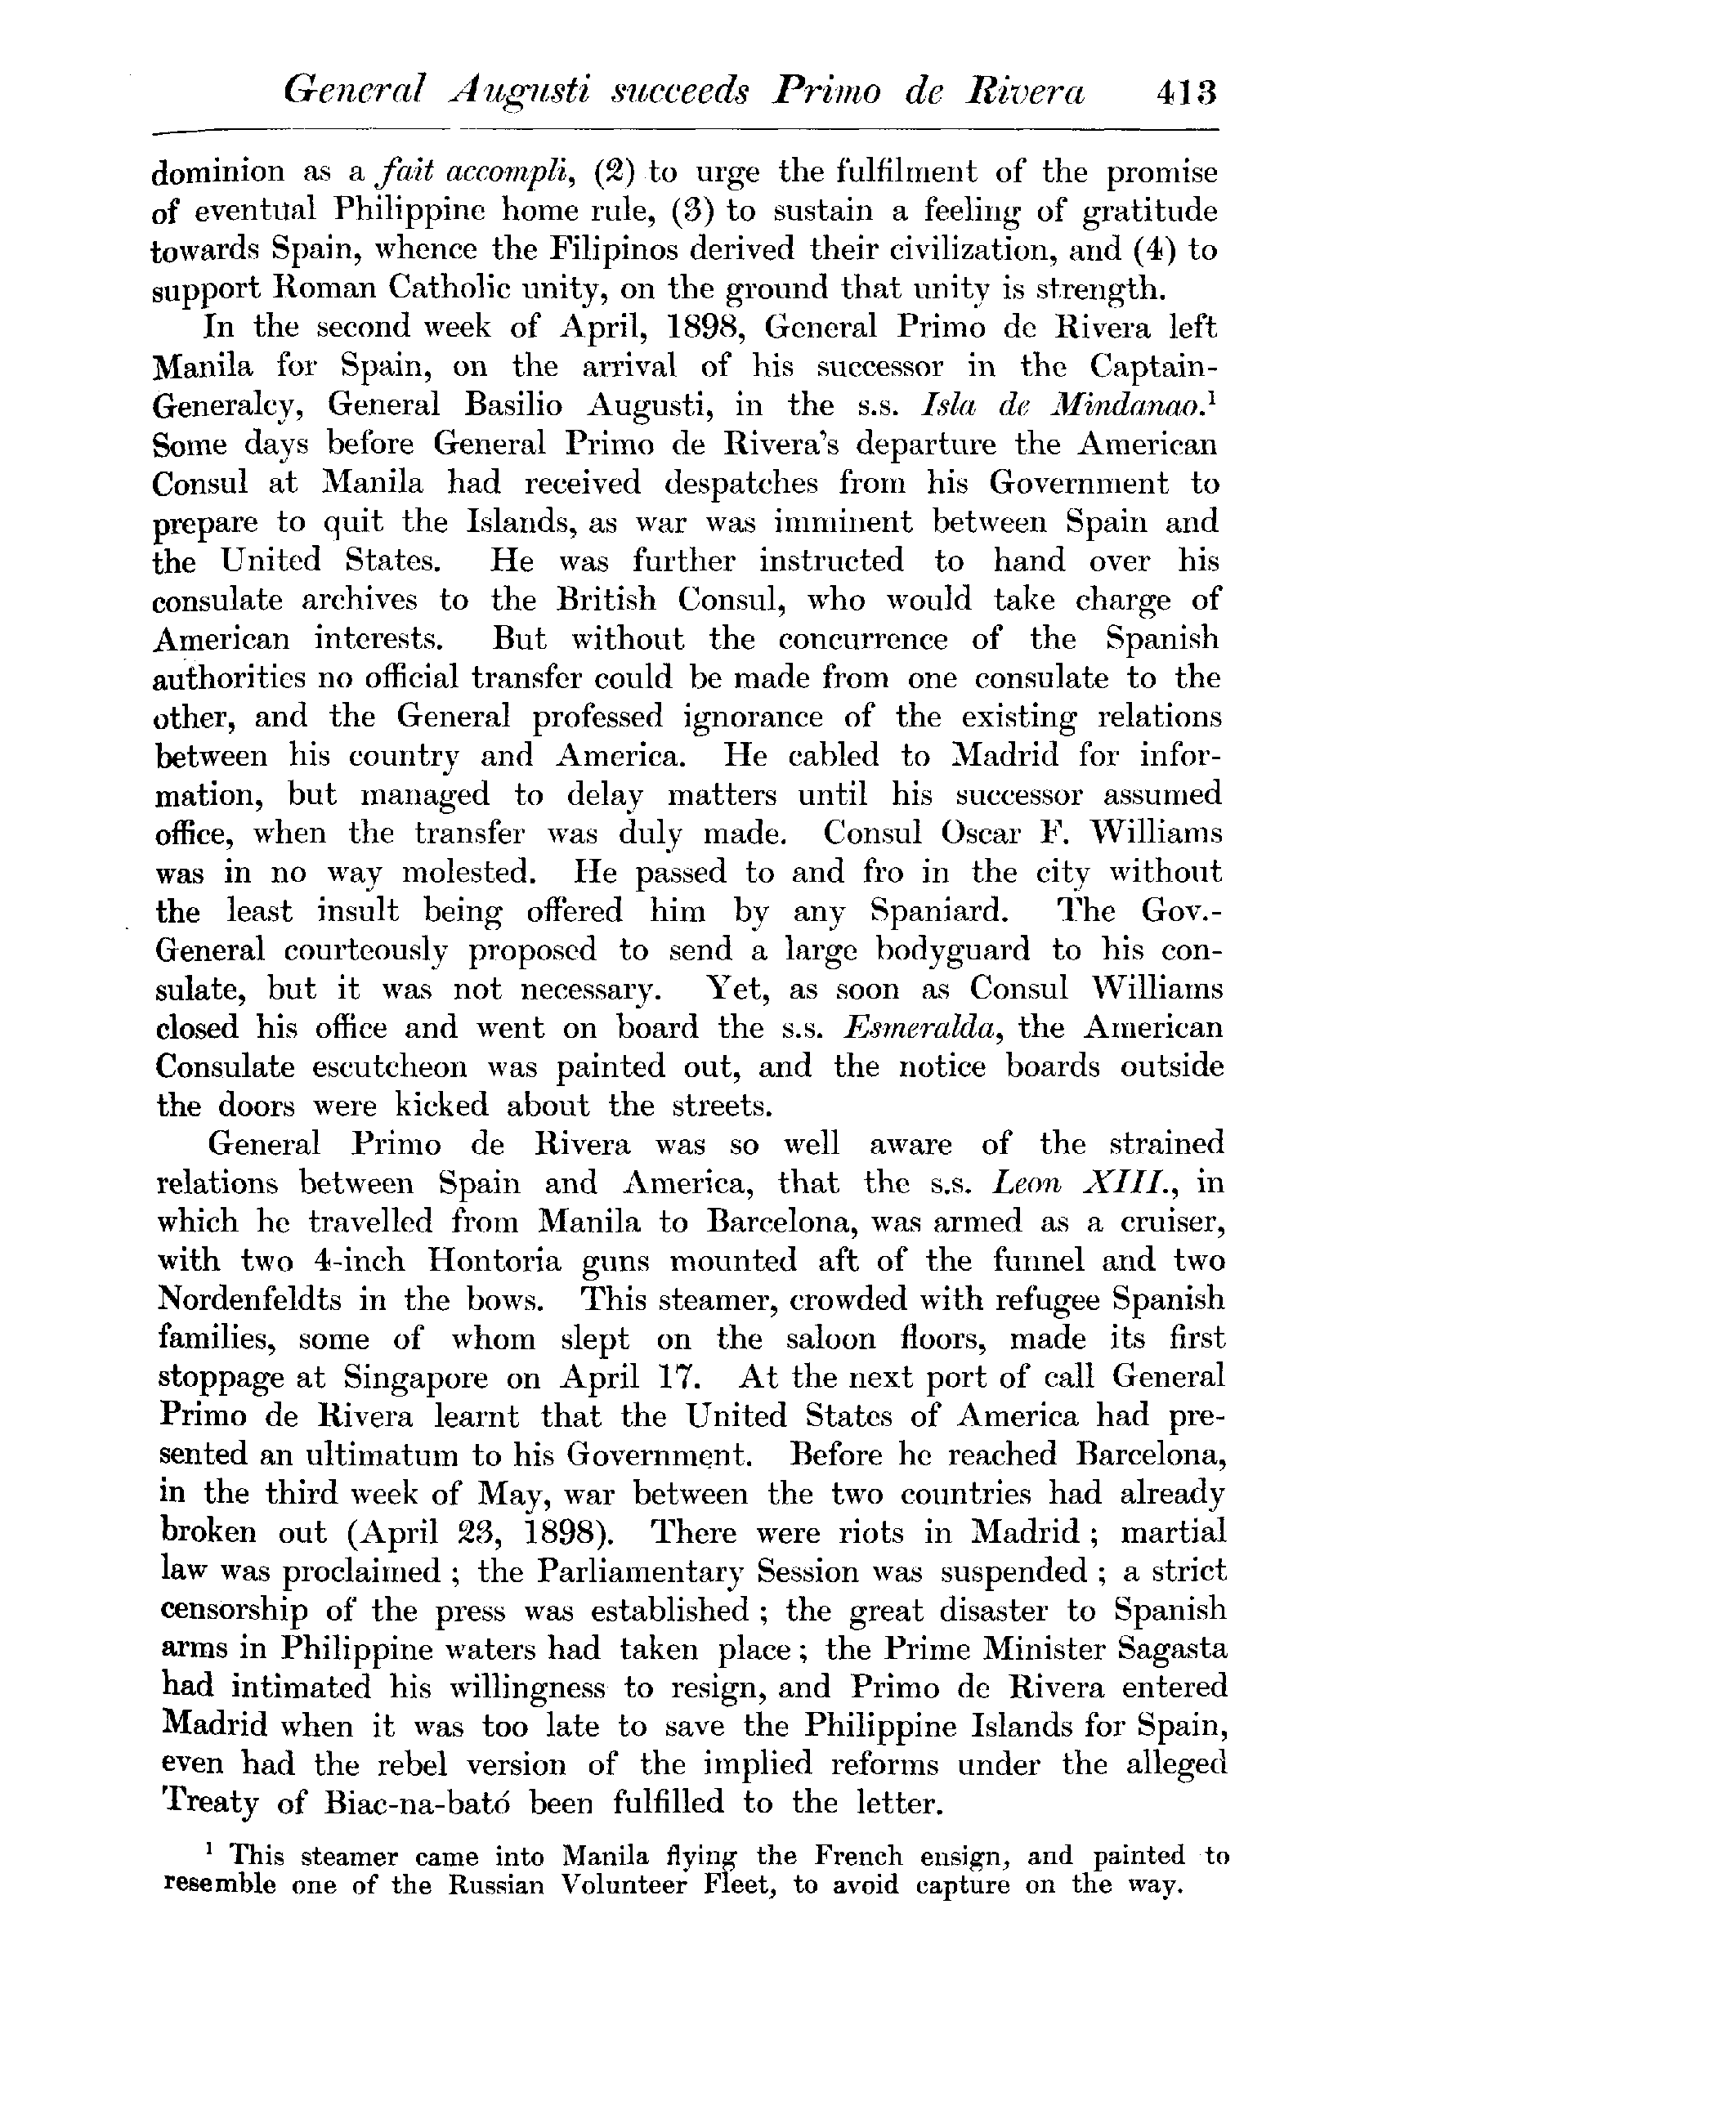 General Augusti succeeds Primo de Rivera 413
dominion as a fait accompli, (2) to urge the fulfilment of the promise
of eventual Philippine home rule, (3) to sustain a feeling of gratitude
towards Spain, whence the Filipinos derived their civilization, and (4) to
support Roman Catholic unity, on the ground that unity is strength.
In the second week of April, 1898, General Primo de Rivera left
Manila for Spain, on the arrival of his successor in the Captain-
Generalcy, General Basilio Augusti, in the s.s. Isla de Mindanao.¹
Some days before General Primo de Rivera's departure the American
Consul at Manila had received despatches from his Government to
prepare to quit the Islands, as war was imminent between Spain and
the United States. He was further instructed to hand over his
consulate archives to the British Consul, who would take charge of
American interests. But without the concurrence of the Spanish
authorities no official transfer could be made from one consulate to the
other, and the General professed ignorance of the existing relations
between his country and America. He cabled to Madrid for infor-
mation, but managed to delay matters until his successor assumed
office, when the transfer was duly made. Consul Oscar F. Williams
was in no way molested. He passed to and fro in the city without
the least insult being offered him by any Spaniard. The Gov.-
General courteously proposed to send a large bodyguard to his con-
sulate, but it was not necessary. Yet, as soon as Consul Williams
closed his office and went on board the s.s. Esmeralda, the American
Consulate escutcheon was painted out, and the notice boards outside
the doors were kicked about the streets.
General Primo de Rivera was so well aware of the strained
relations between Spain and America, that the s.s. Leon XIII., in
which he travelled from Manila to Barcelona, was armed as a cruiser,
with two 4-inch Hontoria guns mounted aft of the funnel and two
Nordenfeldts in the bows. This steamer, crowded with refugee Spanish
families, some of whom slept on the saloon floors, made its first
stoppage at Singapore on April 17. At the next port of call General
Primo de Rivera learnt that the United States of America had pre-
sented an ultimatum to his Government. Before he reached Barcelona,
in the third week of May, war between the two countries had already
broken out (April 23, 1898). There were riots in Madrid ; martial
law was proclaimed ; the Parliamentary Session was suspended ; a strict
censorship of the press was established ; the great disaster to Spanish
arms in Philippine waters had taken place ; the Prime Minister Sagasta
had intimated his willingness to resign, and Primo de Rivera entered
Madrid when it was too late to save the Philippine Islands for Spain,
even had the rebel version of the implied reforms under the alleged
Treaty of Biac-na-bató been fulfilled to the letter.
¹ This steamer came into Manila flying the French ensign, and painted to
resemble one of the Russian Volunteer Fleet, to avoid capture on the way.